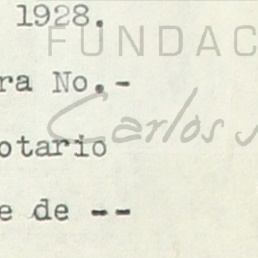 1928.
FUNDAC
ra No.-
Carlos
otario
e de --